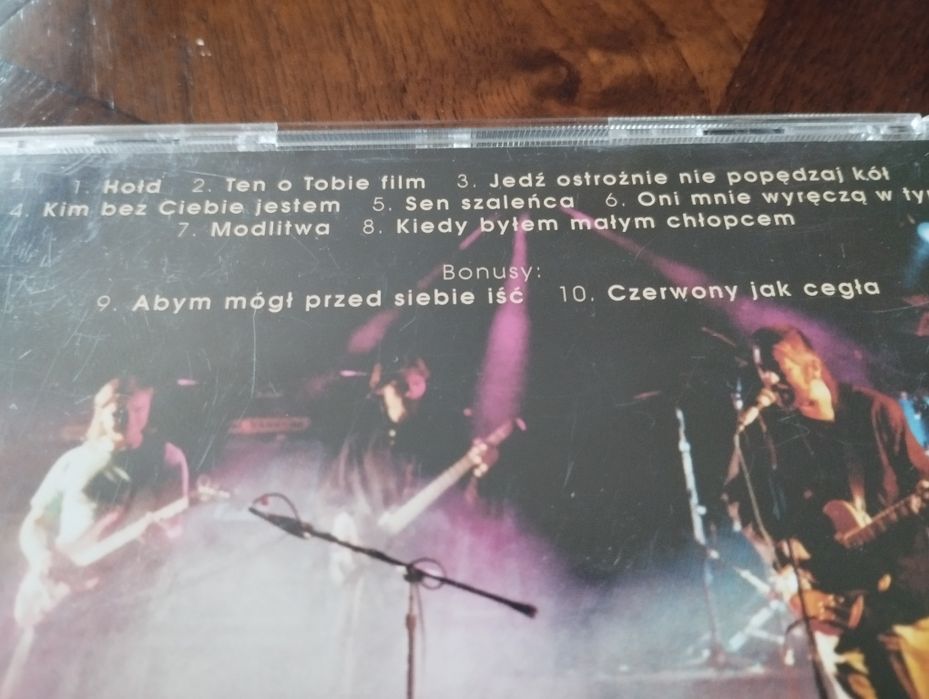 1. Hołd 2. Ten o Tobie film 3. Jedź ostrożnie nie popędzaj kół
4. Kim bez Ciebie jestem 5. Sen szaleńca 6. Oni mnie wyręczą w
7. Modlitwa 8. Kiedy byłem małym chłopcem
Bonusy:
9. Abym mógł przed siebie iść 10. Czerwony jak cegła